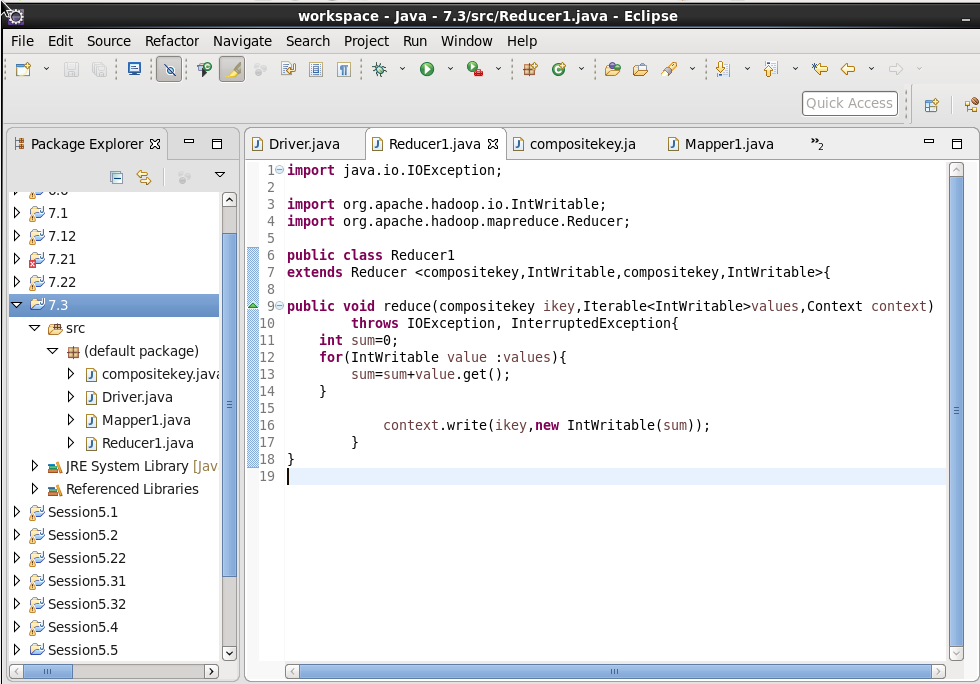 workspace - Java - 7.3/src/Reducer1.java - Eclipse
File Edit Source Refactor Navigate Search Project Run Window Help
Quick Access
Package Explorer
7.1
7.12
7.21
7.22
7.3
src
(default package)
compositekey.java
Driver.java
Mapper1.java
Reducer1.java
JRE System Library [Jav
Referenced Libraries
Session5.1
Session5.2
Session5.22
Session5.31
Session5.32
Session5.4
Session5.5
Driver.java Reducer1.java compositekey.ja Mapper1.java »2
1 import java.io.IOException;
2
3 import org.apache.hadoop.io.IntWritable;
4 import org.apache.hadoop.mapreduce.Reducer;
5
6 public class Reducer1
7 extends Reducer <compositekey,IntWritable,compositekey,IntWritable>{
8
9 public void reduce(compositekey ikey,Iterable<IntWritable>values,Context context)
10         throws IOException, InterruptedException{
11     int sum=0;
12     for(IntWritable value :values){
13         sum=sum+value.get();
14     }
15
16             context.write(ikey,new IntWritable(sum));
17         }
18 }
19